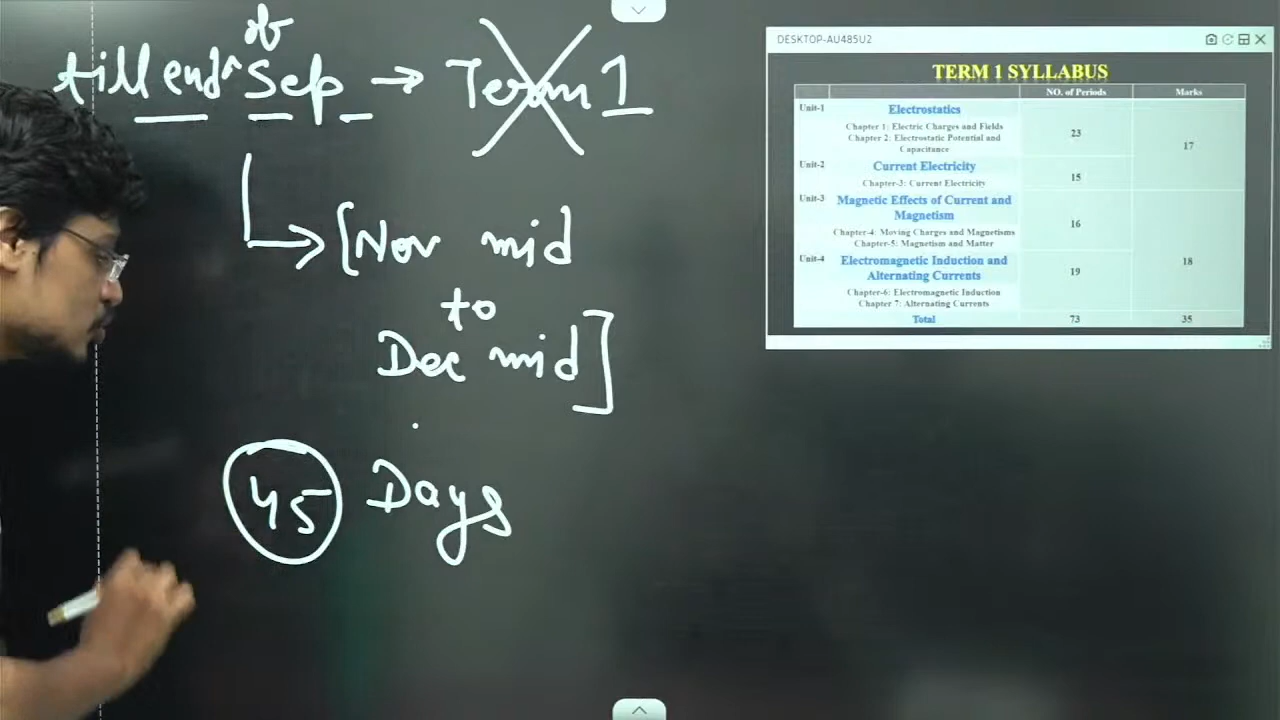 of
till end^ Sep → Term 1
[Nov mid
to
Dec mid]
45 Days
DESKTOP-AU485U2
TERM 1 SYLLABUS
NO. of Periods Marks
Unit-1 Electrostatics
Chapter 1: Electric Charges and Fields
Chapter 2: Electrostatic Potential and
Capacitance
23
17
Unit-2 Current Electricity
Chapter-3: Current Electricity
15
Unit-3 Magnetic Effects of Current and
Magnetism
Chapter-4: Moving Charges and Magnetisms
Chapter-5: Magnetism and Matter
16
18
Unit-4 Electromagnetic Induction and
Alternating Currents
Chapter-6: Electromagnetic Induction
Chapter 7: Alternating Currents
19
Total 73 35